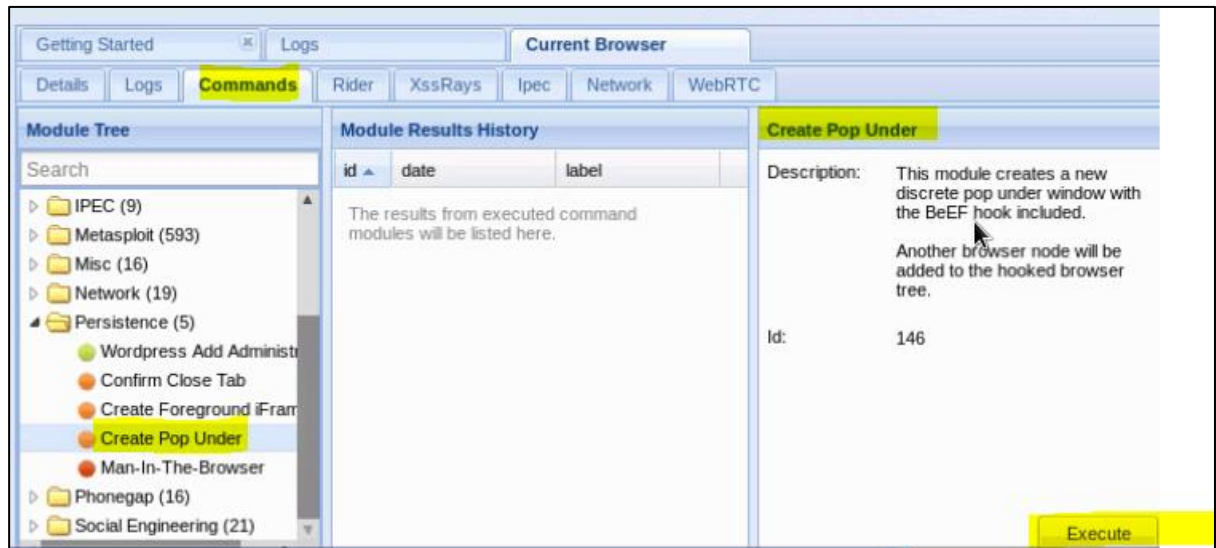 Getting Started
Logs
Current Browser
Details
Logs
Commands
Rider
XssRays
Ipec
Network
WebRTC
Module Tree
Search
IPEC (9)
Metasploit (593)
Misc (16)
Network (19)
Persistence (5)
Wordpress Add Administr
Confirm Close Tab
Create Foreground iFram
Create Pop Under
Man-In-The-Browser
Phonegap (16)
Social Engineering (21)
Module Results History
id
date
label
The results from executed command
modules will be listed here.
Create Pop Under
Description:
This module creates a new
discrete pop under window with
the BeEF hook included.
Another browser node will be
added to the hooked browser
tree.
Id:
146
Execute